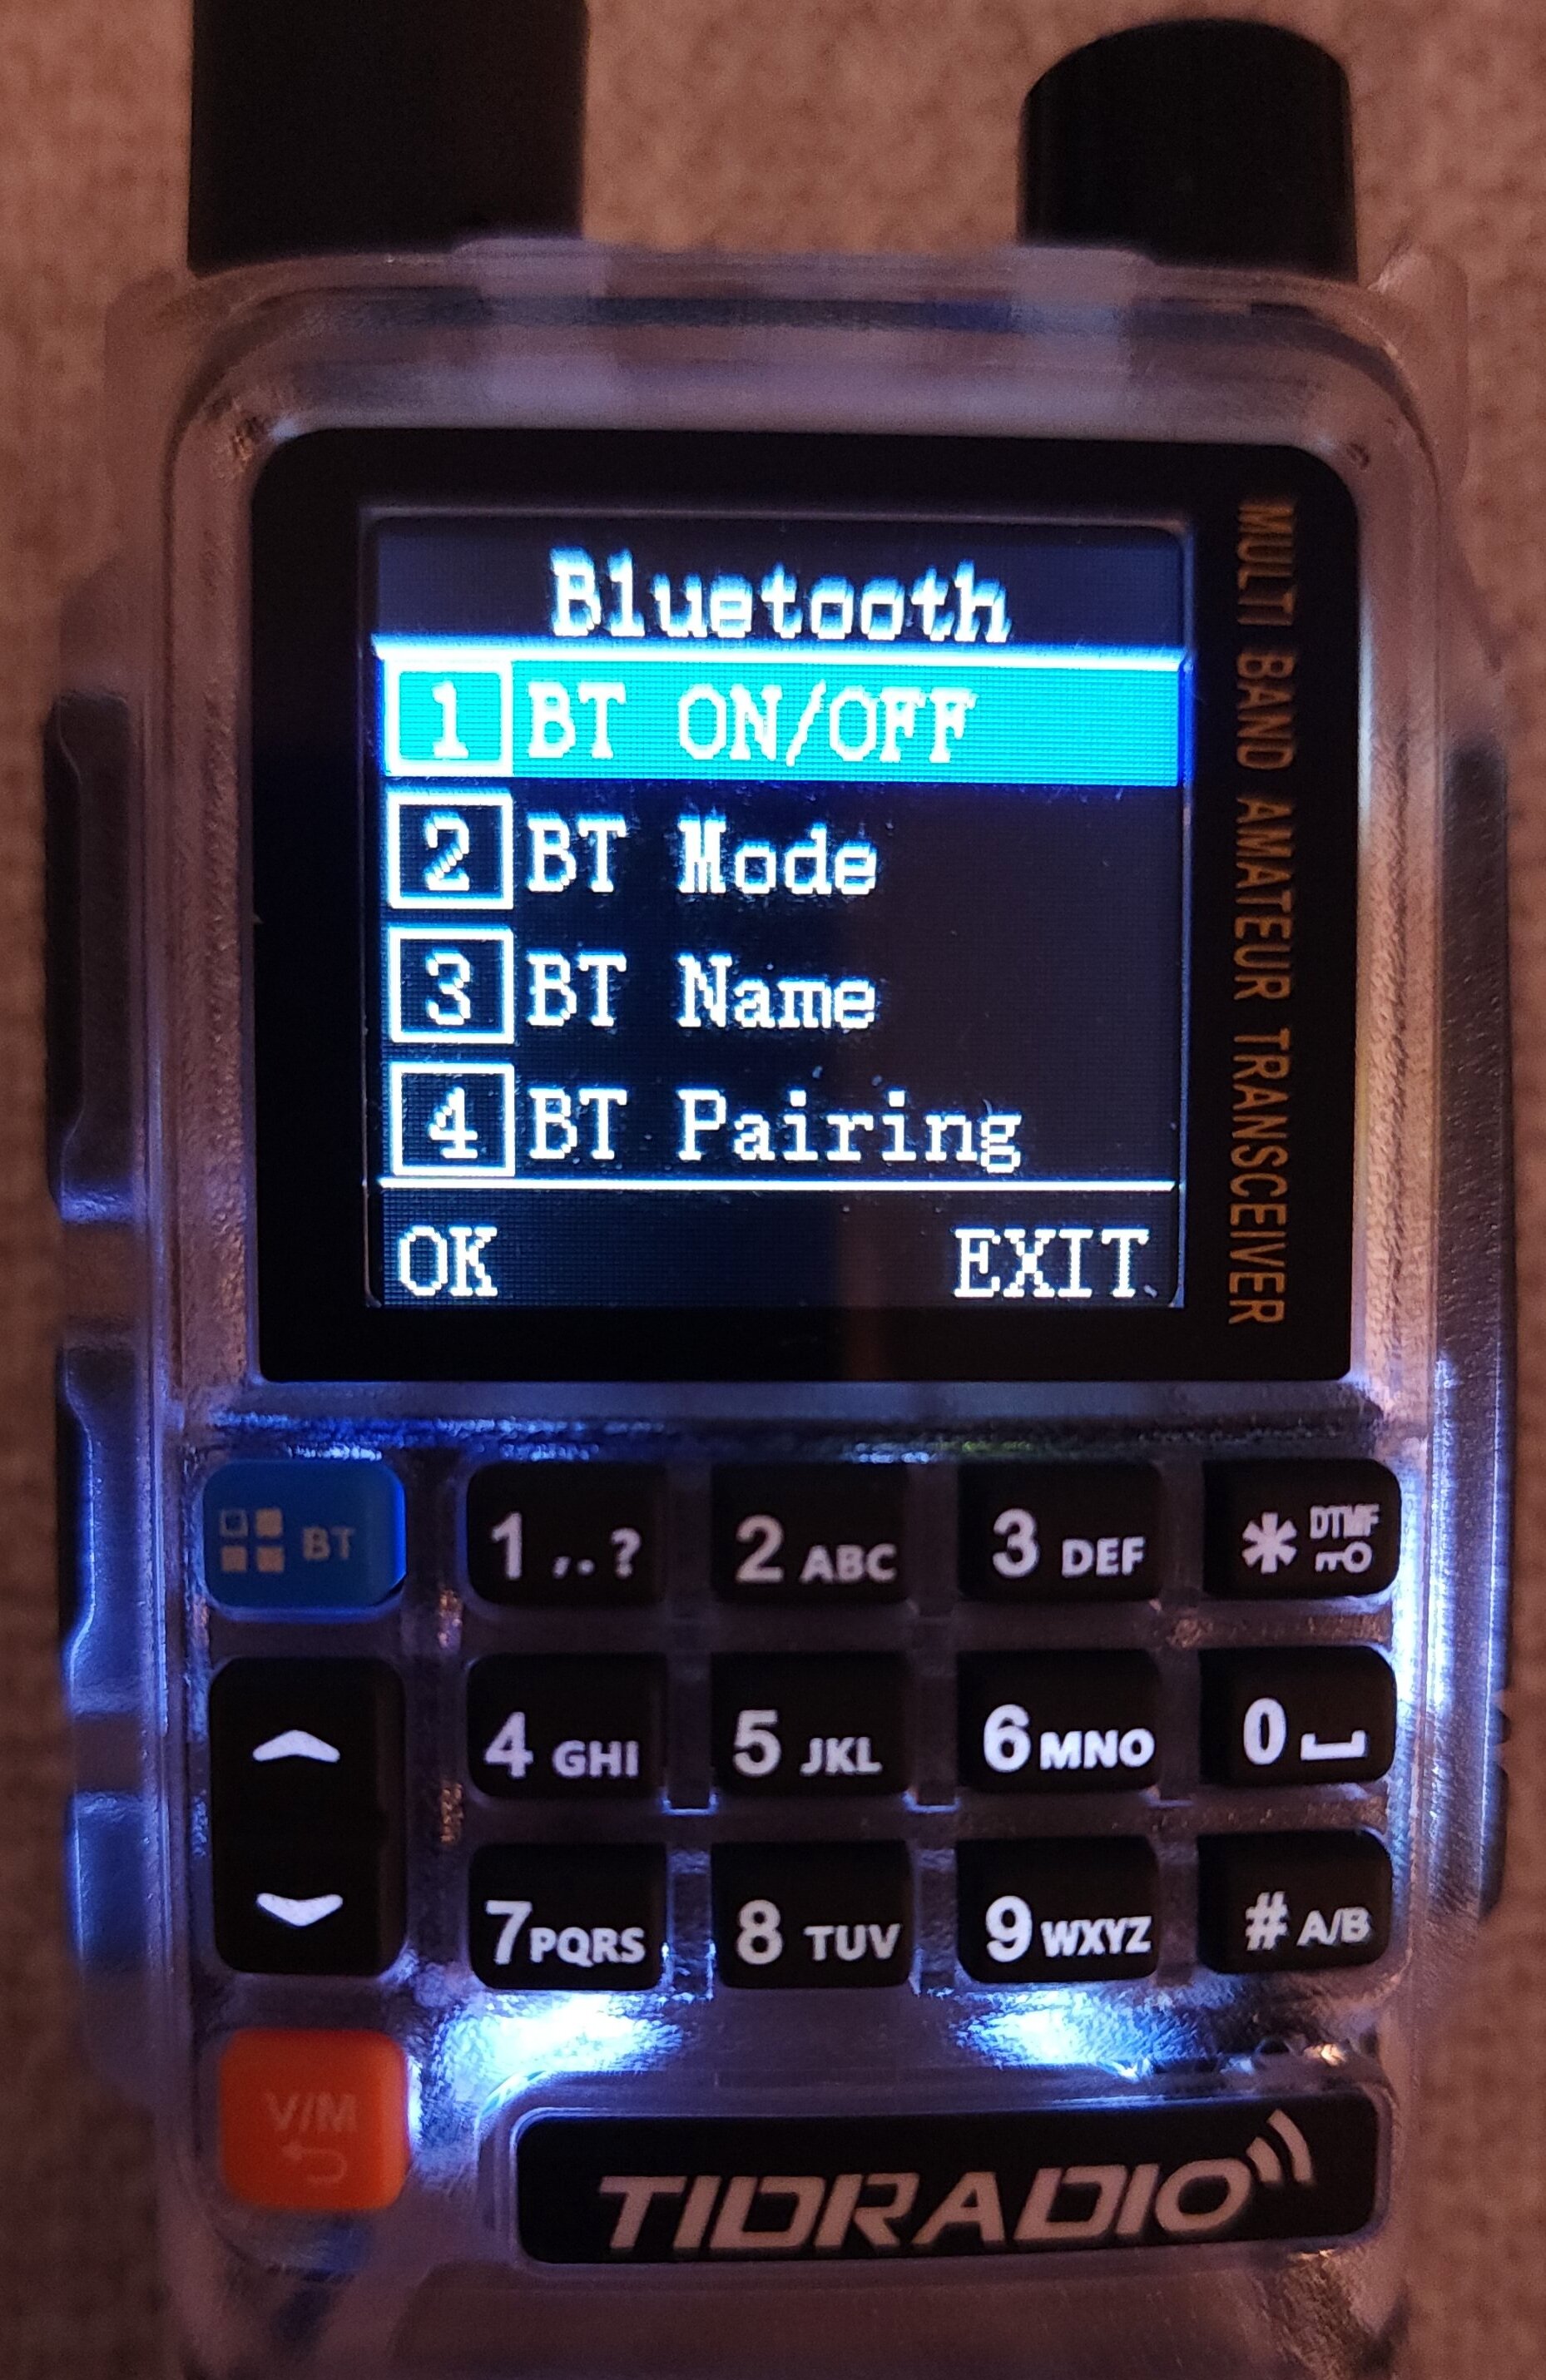 Bluetooth
1 BT ON/OFF
2 BT Mode
3 BT Name
4 BT Pairing
OK EXIT
MULTI BAND AMATEUR TRANSCEIVER
BT 1 ,.? 2 ABC 3 DEF * DTMF
4 GHI 5 JKL 6 MNO 0
7 PQRS 8 TUV 9 WXYZ # A/B
V/M
TIDRADIO